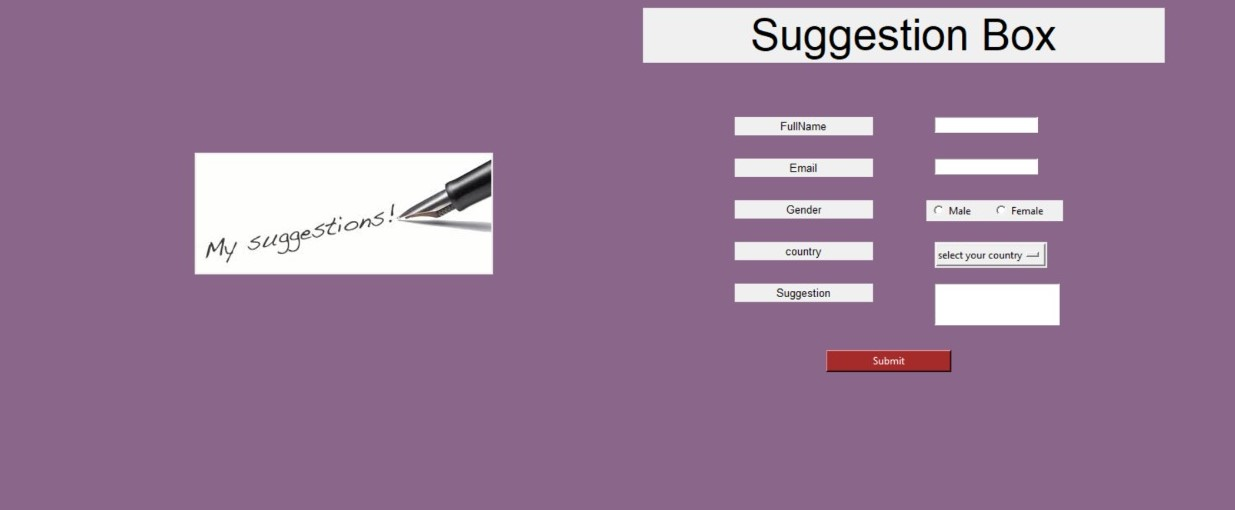 Suggestion Box
My suggestions!
FullName
Email
Gender
Male
Female
country
select your country
Suggestion
Submit